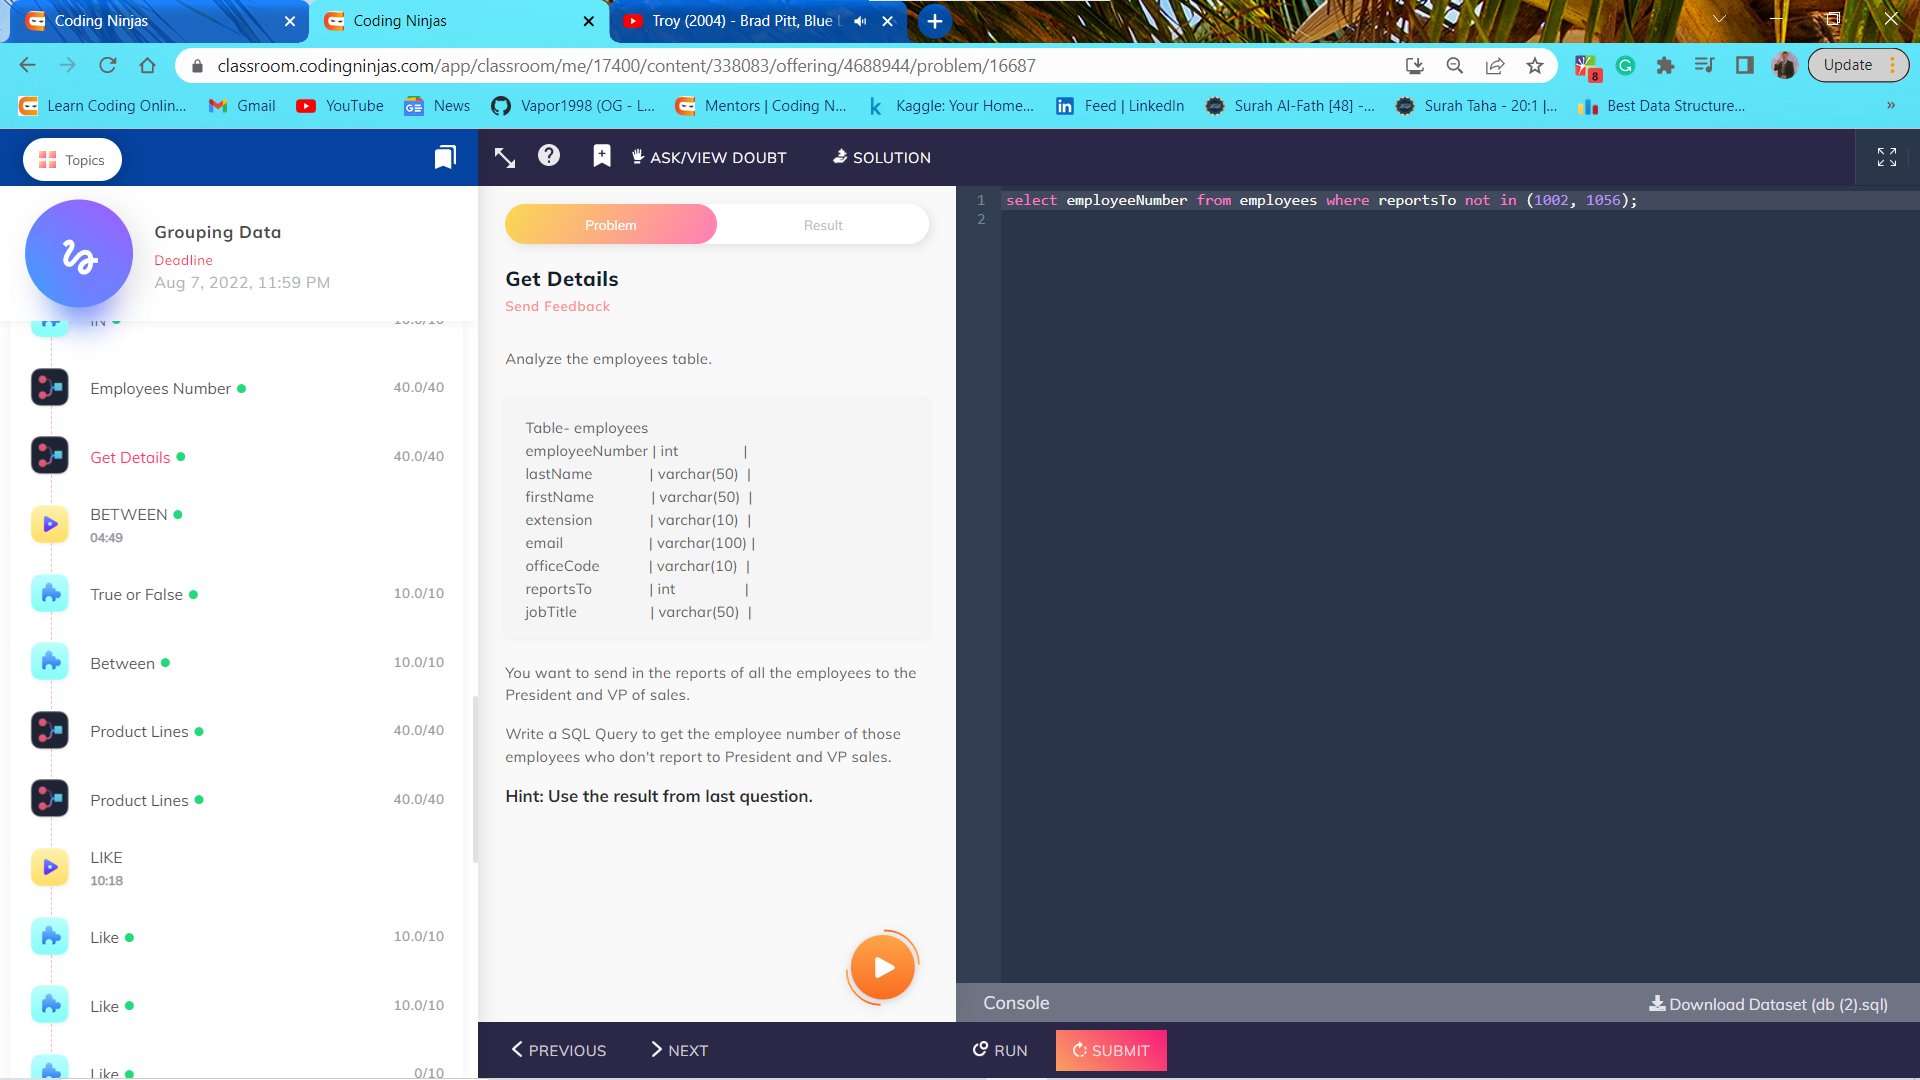 Coding Ninjas
Coding Ninjas
Troy (2004) - Brad Pitt, Blue
classroom.codingninjas.com/app/classroom/me/17400/content/338083/offering/4688944/problem/16687
8
Update
Learn Coding Onlin...
Gmail
YouTube
News
Vapor1998 (OG - L...
Mentors | Coding N...
Kaggle: Your Home...
Feed | LinkedIn
Surah Al-Fath [48] -...
Surah Taha - 20:1 |...
Best Data Structure...
»
Topics
ASK/VIEW DOUBT
SOLUTION
Grouping Data
Deadline
Aug 7, 2022, 11:59 PM
IN
10.0/10
Employees Number
40.0/40
Get Details
40.0/40
BETWEEN
04:49
True or False
10.0/10
Between
10.0/10
Product Lines
40.0/40
Product Lines
40.0/40
LIKE
10:18
Like
10.0/10
Like
10.0/10
Like
0/10
Problem
Result
Get Details
Send Feedback
Analyze the employees table.
Table- employees
employeeNumber | int |
lastName | varchar(50) |
firstName | varchar(50) |
extension | varchar(10) |
email | varchar(100) |
officeCode | varchar(10) |
reportsTo | int |
jobTitle | varchar(50) |
You want to send in the reports of all the employees to the
President and VP of sales.
Write a SQL Query to get the employee number of those
employees who don't report to President and VP sales.
Hint: Use the result from last question.
1 select employeeNumber from employees where reportsTo not in (1002, 1056);
2
Console
Download Dataset (db (2).sql)
PREVIOUS
NEXT
RUN
SUBMIT